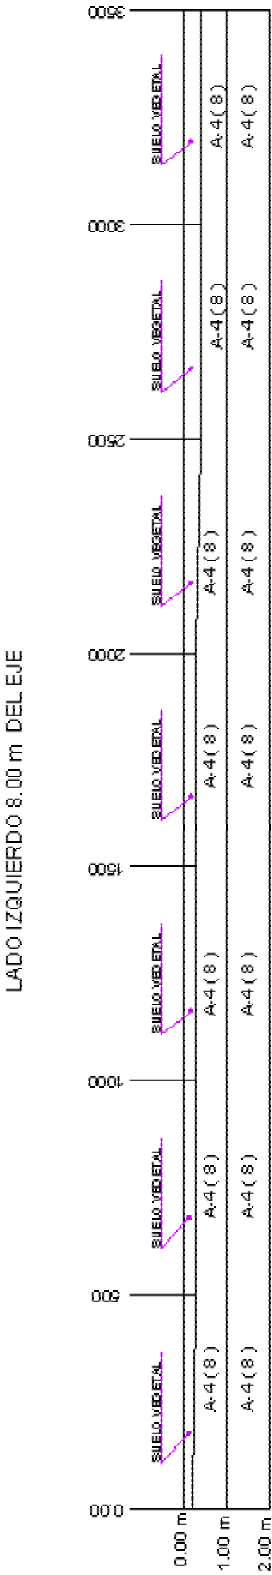 LADO IZQUIERDO 8.00 m DEL EJE
000 500 1000 1500 2000 2500 3000 3500
SUELO VEGETAL SUELO VEGETAL SUELO VEGETAL SUELO VEGETAL SUELO VEGETAL SUELO VEGETAL SUELO VEGETAL
0.00 m
A-4(8) A-4(8) A-4(8) A-4(8) A-4(8) A-4(8) A-4(8)
1.00 m
A-4(8) A-4(8) A-4(8) A-4(8) A-4(8) A-4(8) A-4(8)
2.00 m